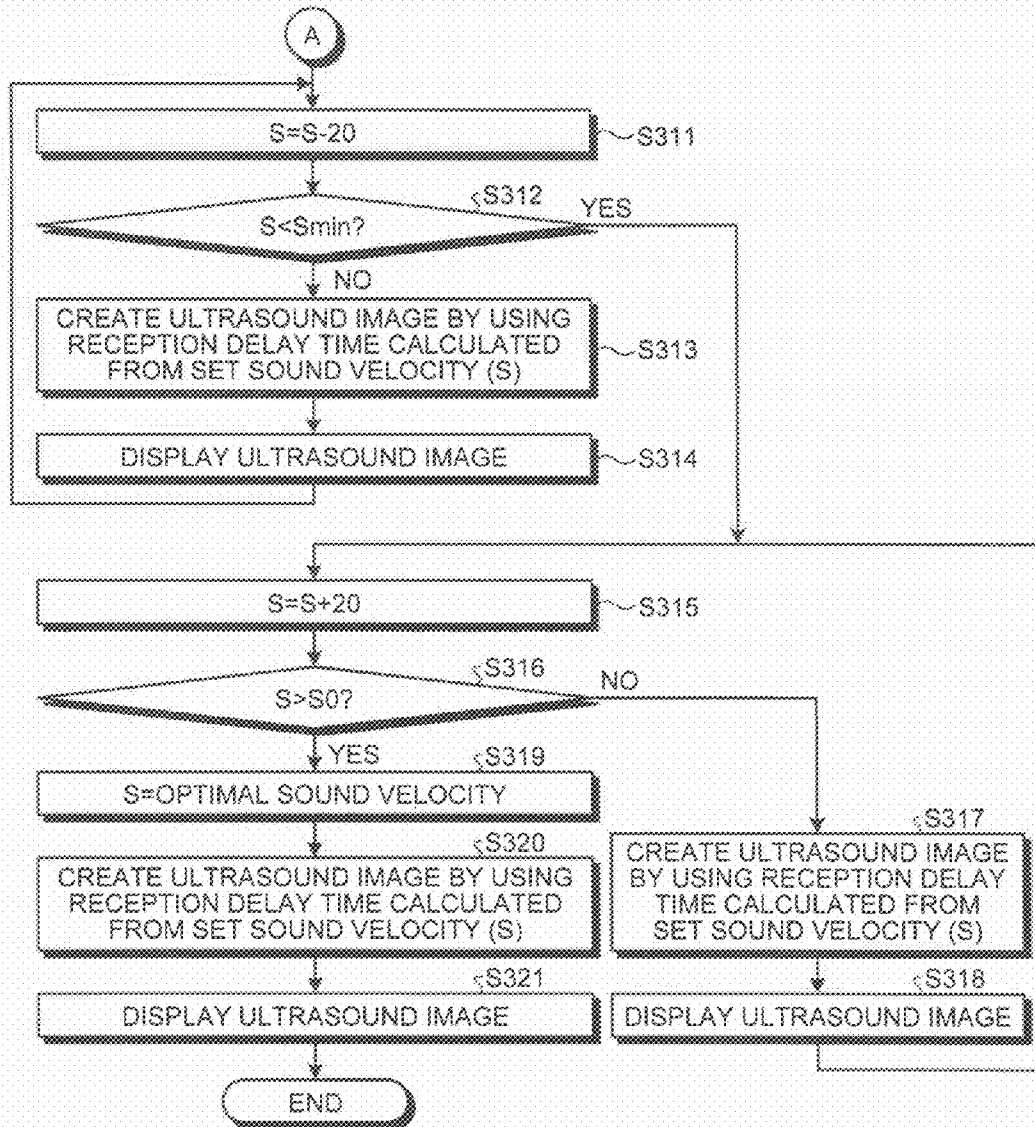 A
S=S-20
S311
S312
S<Smin?
YES
NO
CREATE ULTRASOUND IMAGE BY USING
RECEPTION DELAY TIME CALCULATED
FROM SET SOUND VELOCITY (S)
S313
DISPLAY ULTRASOUND IMAGE
S314
S=S+20
S315
S316
S>S0?
NO
YES
S319
S=OPTIMAL SOUND VELOCITY
S320
CREATE ULTRASOUND IMAGE BY USING
RECEPTION DELAY TIME CALCULATED
FROM SET SOUND VELOCITY (S)
S317
CREATE ULTRASOUND IMAGE
BY USING RECEPTION DELAY
TIME CALCULATED FROM
SET SOUND VELOCITY (S)
S321
DISPLAY ULTRASOUND IMAGE
S318
DISPLAY ULTRASOUND IMAGE
END